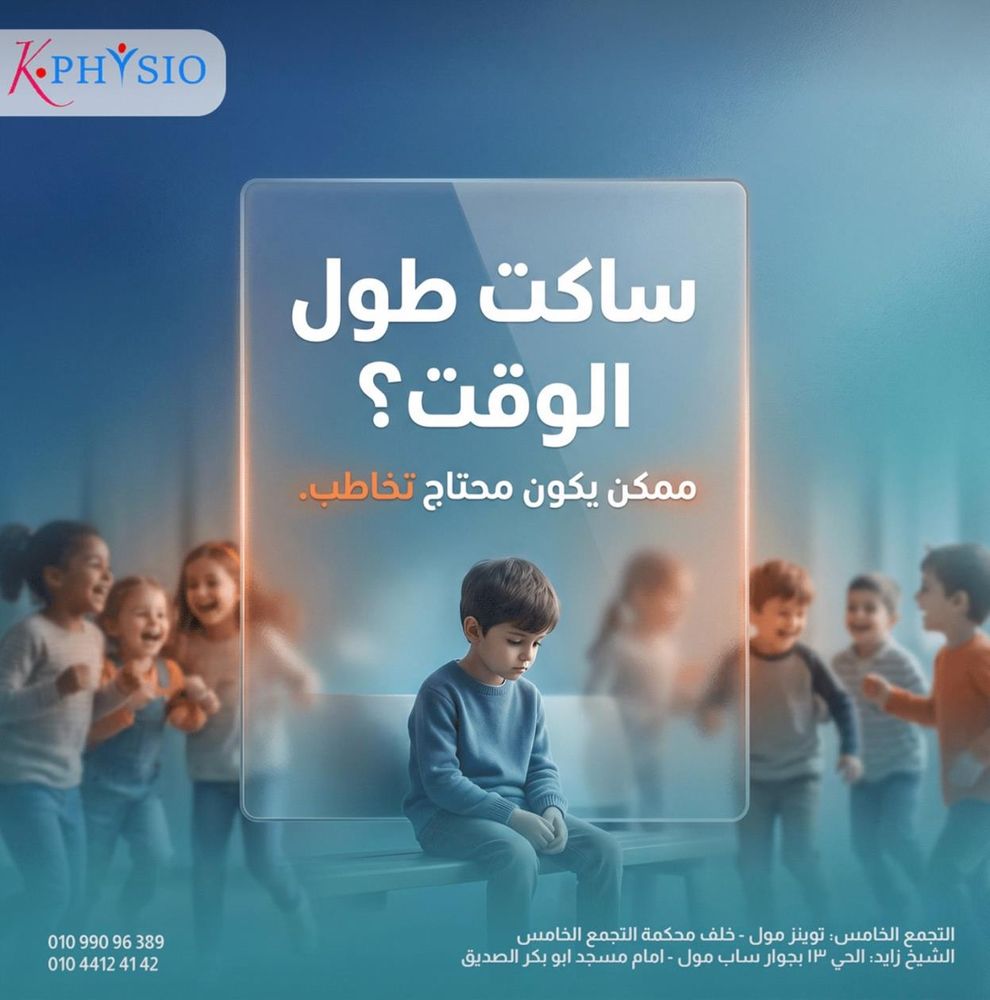 K.PHYSIO
ساكت طول
الوقت؟
ممكن يكون محتاج تخاطب.
التجمع الخامس: توينز مول - خلف محكمة التجمع الخامس
الشيخ زايد: الحي ١٣ بجوار ساب مول - امام مسجد ابو بكر الصديق
010 990 96 389
010 4412 41 42